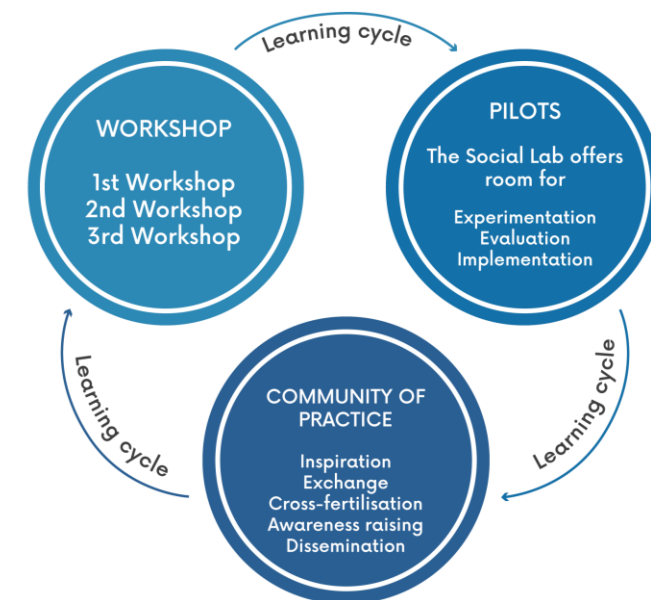 Learning cycle
WORKSHOP
1st Workshop
2nd Workshop
3rd Workshop
PILOTS
The Social Lab offers
room for
Experimentation
Evaluation
Implementation
Learning cycle
COMMUNITY OF
PRACTICE
Inspiration
Exchange
Cross-fertilisation
Awareness raising
Dissemination
Learning cycle